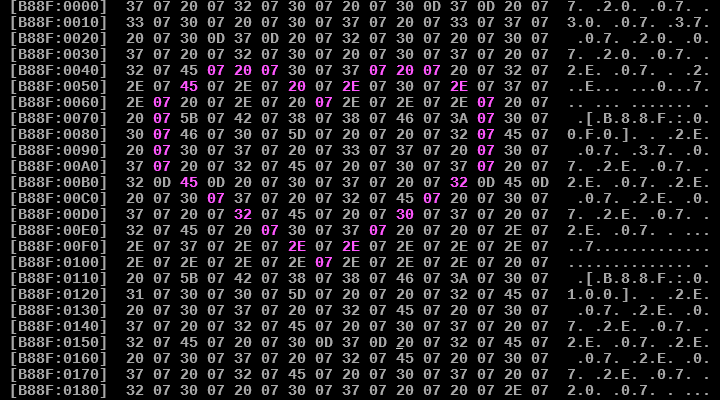 [B88F:0000] 37 07 20 07 32 07 30 07 20 07 30 0D 37 0D 20 07 7. .2.0. .0.7. .
[B88F:0010] 33 07 30 07 20 07 30 07 37 07 20 07 33 07 37 07 3.0. .0.7. .3.7.
[B88F:0020] 20 07 30 0D 37 0D 20 07 32 07 30 07 20 07 30 07 .0.7. .2.0. .0.
[B88F:0030] 37 07 20 07 32 07 30 07 20 07 30 07 37 07 20 07 7. .2.0. .0.7. .
[B88F:0040] 32 07 45 07 20 07 30 07 37 07 20 07 20 07 32 07 2.E. .0.7. . .2.
[B88F:0050] 2E 07 45 07 2E 07 20 07 2E 07 30 07 2E 07 37 07 ..E... ...0...7.
[B88F:0060] 2E 07 20 07 2E 07 20 07 2E 07 2E 07 2E 07 20 07 .. ... ....... .
[B88F:0070] 20 07 5B 07 42 07 38 07 38 07 46 07 3A 07 30 07 .[.B.8.8.F.:.0.
[B88F:0080] 30 07 46 07 30 07 5D 07 20 07 20 07 32 07 45 07 0.F.0.]. . .2.E.
[B88F:0090] 20 07 30 07 37 07 20 07 33 07 37 07 20 07 30 07 .0.7. .3.7. .0.
[B88F:00A0] 37 07 20 07 32 07 45 07 20 07 30 07 37 07 20 07 7. .2.E. .0.7. .
[B88F:00B0] 32 0D 45 0D 20 07 30 07 37 07 20 07 32 0D 45 0D 2.E. .0.7. .2.E.
[B88F:00C0] 20 07 30 07 37 07 20 07 32 07 45 07 20 07 30 07 .0.7. .2.E. .0.
[B88F:00D0] 37 07 20 07 32 07 45 07 20 07 30 07 37 07 20 07 7. .2.E. .0.7. .
[B88F:00E0] 32 07 45 07 20 07 30 07 37 07 20 07 20 07 2E 07 2.E. .0.7. . ...
[B88F:00F0] 2E 07 37 07 2E 07 2E 07 2E 07 2E 07 2E 07 2E 07 ..7.............
[B88F:0100] 2E 07 2E 07 2E 07 2E 07 2E 07 2E 07 2E 07 20 07 .............. .
[B88F:0110] 20 07 5B 07 42 07 38 07 38 07 46 07 3A 07 30 07 .[.B.8.8.F.:.0.
[B88F:0120] 31 07 30 07 30 07 5D 07 20 07 20 07 32 07 45 07 1.0.0.]. . .2.E.
[B88F:0130] 20 07 30 07 37 07 20 07 32 07 45 07 20 07 30 07 .0.7. .2.E. .0.
[B88F:0140] 37 07 20 07 32 07 45 07 20 07 30 07 37 07 20 07 7. .2.E. .0.7. .
[B88F:0150] 32 07 45 07 20 07 30 0D 37 0D 20 07 32 07 45 07 2.E. .0.7. .2.E.
[B88F:0160] 20 07 30 07 37 07 20 07 32 07 45 07 20 07 30 07 .0.7. .2.E. .0.
[B88F:0170] 37 07 20 07 32 07 45 07 20 07 30 07 37 07 20 07 7. .2.E. .0.7. .
[B88F:0180] 32 07 30 07 20 07 30 07 37 07 20 07 20 07 2E 07 2.0. .0.7. . ...